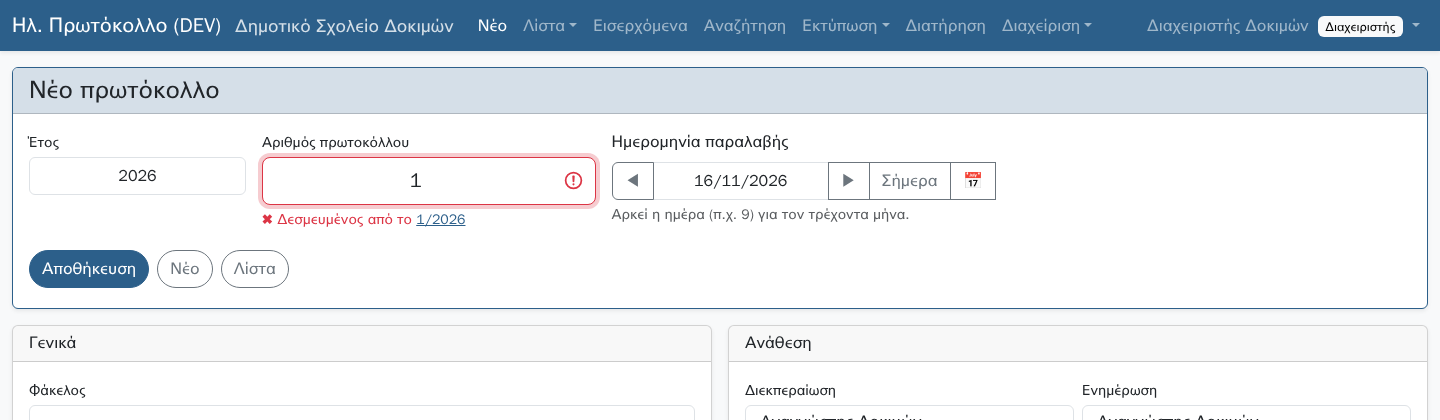 Ηλ. Πρωτόκολλο (DEV) Δημοτικό Σχολείο Δοκιμών Νέο Λίστα Εισερχόμενα Αναζήτηση Εκτύπωση Διατήρηση Διαχείριση Διαχειριστής Δοκιμών Διαχειριστής
Νέο πρωτόκολλο
Έτος Αριθμός πρωτοκόλλου Ημερομηνία παραλαβής
2026 1 16/11/2026 Σήμερα
✖ Δεσμευμένος από το 1/2026 Αρκεί η ημέρα (π.χ. 9) για τον τρέχοντα μήνα.
Αποθήκευση Νέο Λίστα
Γενικά Ανάθεση
Φάκελος Διεκπεραίωση Ενημέρωση